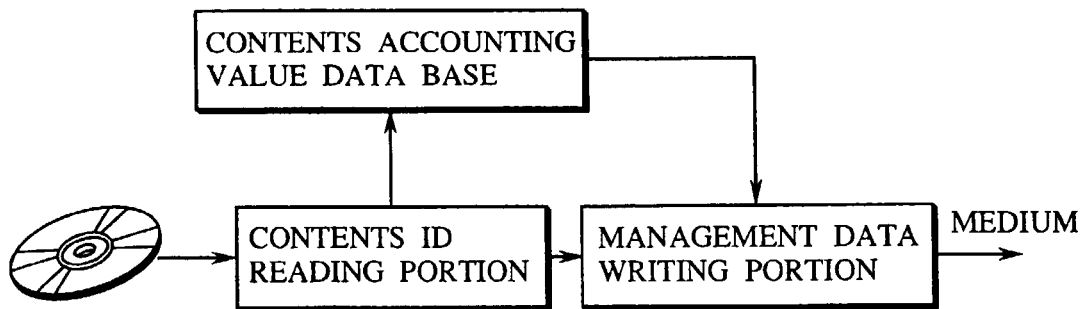 CONTENTS ACCOUNTING
VALUE DATA BASE
CONTENTS ID
READING PORTION
MANAGEMENT DATA
WRITING PORTION
MEDIUM